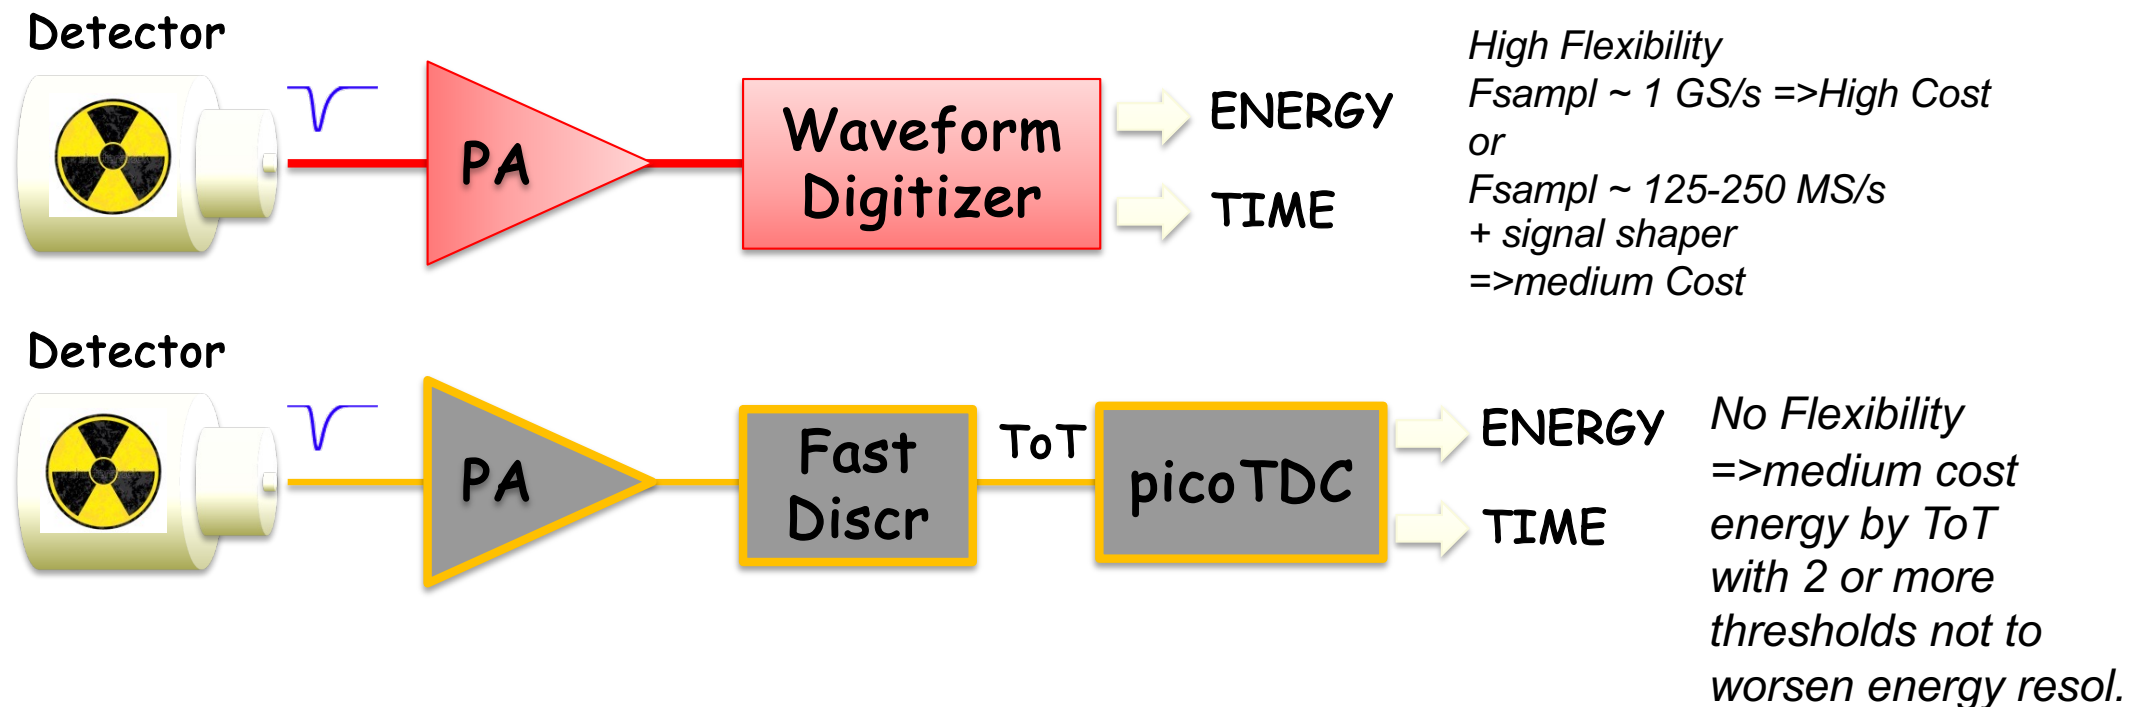 Detector
PA
Waveform
Digitizer
ENERGY
TIME
High Flexibility
Fsampl ~ 1 GS/s =>High Cost
or
Fsampl ~ 125-250 MS/s
+ signal shaper
=>medium Cost
Detector
PA
Fast
Discr
ToT
picoTDC
ENERGY
TIME
No Flexibility
=>medium cost
energy by ToT
with 2 or more
thresholds not to
worsen energy resol.